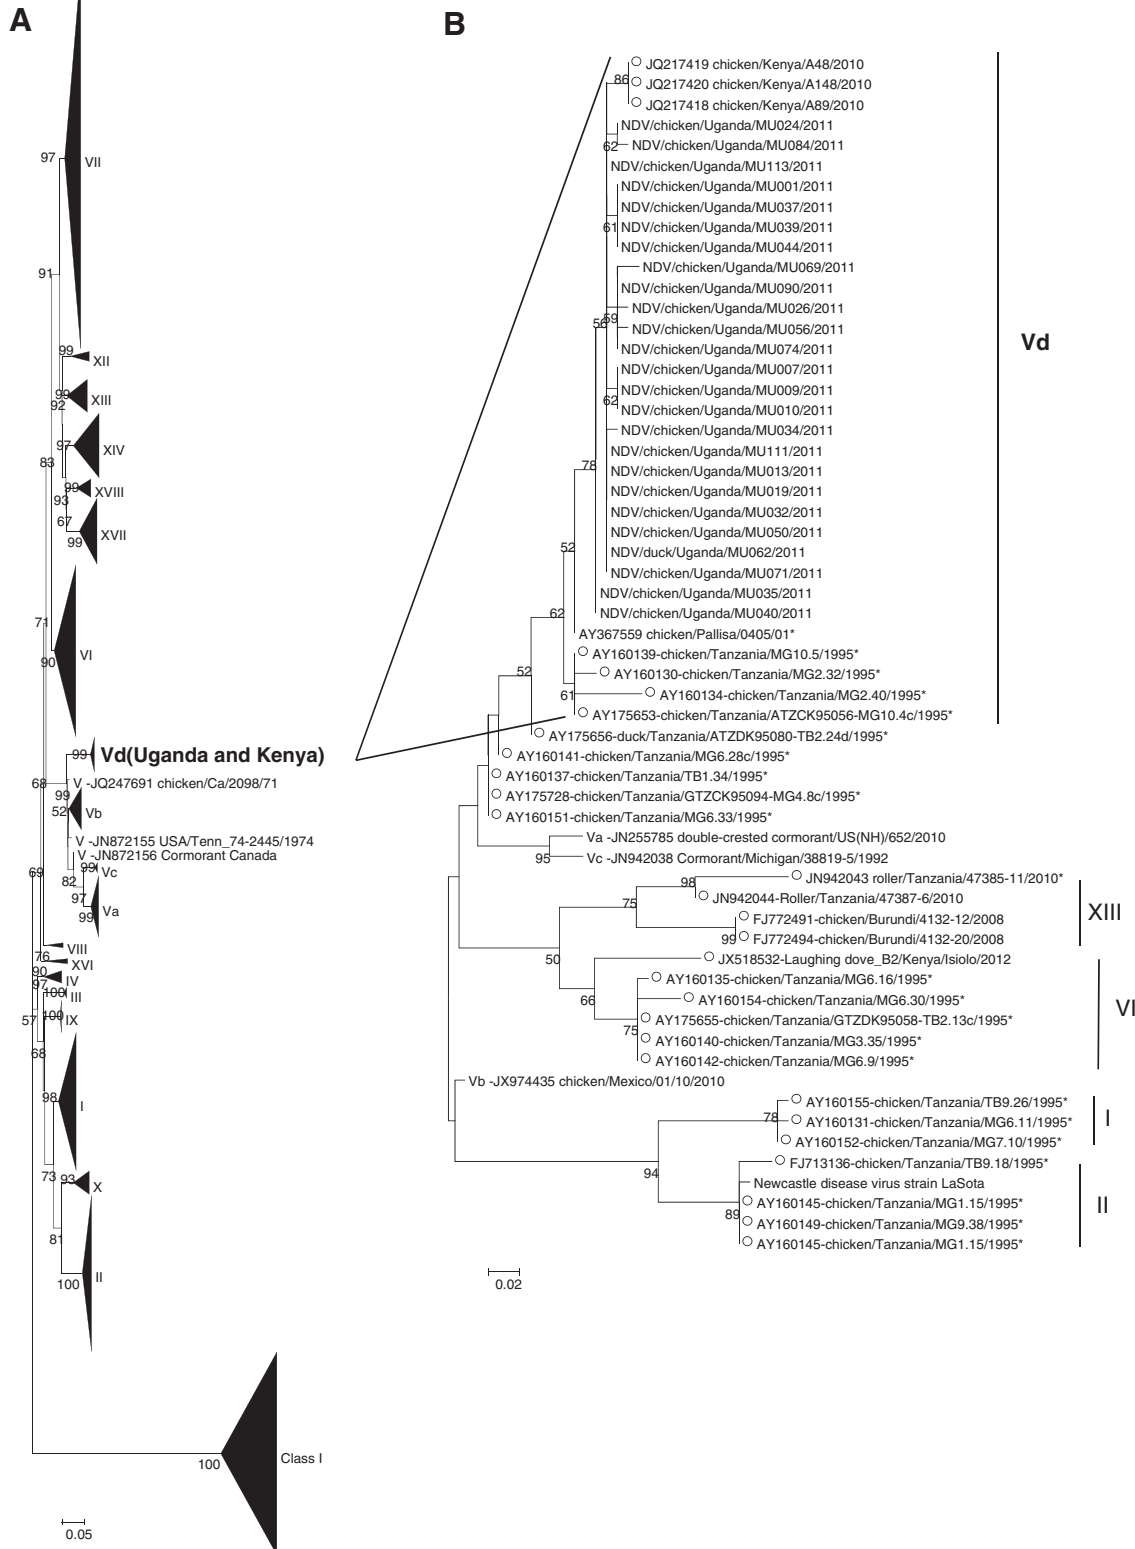 A
97
VII
91
99
XII
99
XIII
92
97
XIV
83
99
XVIII
93
67
XVII
99
71
VI
90
99
Vd(Uganda and Kenya)
68
V -JQ247691 chicken/Ca/2098/71
99
52
Vb
V -JN872155 USA/Tenn_74-2445/1974
V -JN872156 Cormorant Canada
99
Vc
82
97
Va
99
69
VIII
76
XVI
90
IV
97
100
III
100
IX
57
68
98
I
73
93
X
81
II
100
Class I
100
0.05
B
86
JQ217419 chicken/Kenya/A48/2010
JQ217420 chicken/Kenya/A148/2010
JQ217418 chicken/Kenya/A89/2010
NDV/chicken/Uganda/MU024/2011
62
NDV/chicken/Uganda/MU084/2011
NDV/chicken/Uganda/MU113/2011
NDV/chicken/Uganda/MU001/2011
NDV/chicken/Uganda/MU037/2011
61
NDV/chicken/Uganda/MU039/2011
NDV/chicken/Uganda/MU044/2011
NDV/chicken/Uganda/MU069/2011
NDV/chicken/Uganda/MU090/2011
NDV/chicken/Uganda/MU026/2011
56
59
NDV/chicken/Uganda/MU056/2011
NDV/chicken/Uganda/MU074/2011
Vd
NDV/chicken/Uganda/MU007/2011
NDV/chicken/Uganda/MU009/2011
62
NDV/chicken/Uganda/MU010/2011
NDV/chicken/Uganda/MU034/2011
NDV/chicken/Uganda/MU111/2011
78
NDV/chicken/Uganda/MU013/2011
NDV/chicken/Uganda/MU019/2011
NDV/chicken/Uganda/MU032/2011
NDV/chicken/Uganda/MU050/2011
52
NDV/duck/Uganda/MU062/2011
NDV/chicken/Uganda/MU071/2011
NDV/chicken/Uganda/MU035/2011
62
NDV/chicken/Uganda/MU040/2011
AY367559 chicken/Pallisa/0405/01*
AY160139-chicken/Tanzania/MG10.5/1995*
52
AY160130-chicken/Tanzania/MG2.32/1995*
61
AY160134-chicken/Tanzania/MG2.40/1995*
AY175653-chicken/Tanzania/ATZCK95056-MG10.4c/1995*
AY175656-duck/Tanzania/ATZDK95080-TB2.24d/1995*
AY160141-chicken/Tanzania/MG6.28c/1995*
AY160137-chicken/Tanzania/TB1.34/1995*
AY175728-chicken/Tanzania/GTZCK95094-MG4.8c/1995*
AY160151-chicken/Tanzania/MG6.33/1995*
Va -JN255785 double-crested cormorant/US(NH)/652/2010
95
Vc -JN942038 Cormorant/Michigan/38819-5/1992
98
JN942043 roller/Tanzania/47385-11/2010*
75
JN942044-Roller/Tanzania/47387-6/2010
XIII
FJ772491-chicken/Burundi/4132-12/2008
99
FJ772494-chicken/Burundi/4132-20/2008
50
JX518532-Laughing dove_B2/Kenya/Isiolo/2012
AY160135-chicken/Tanzania/MG6.16/1995*
66
AY160154-chicken/Tanzania/MG6.30/1995*
VI
75
AY175655-chicken/Tanzania/GTZDK95058-TB2.13c/1995*
AY160140-chicken/Tanzania/MG3.35/1995*
AY160142-chicken/Tanzania/MG6.9/1995*
Vb -JX974435 chicken/Mexico/01/10/2010
AY160155-chicken/Tanzania/TB9.26/1995*
78
AY160131-chicken/Tanzania/MG6.11/1995*
I
AY160152-chicken/Tanzania/MG7.10/1995*
94
FJ713136-chicken/Tanzania/TB9.18/1995*
Newcastle disease virus strain LaSota
AY160145-chicken/Tanzania/MG1.15/1995*
II
89
AY160149-chicken/Tanzania/MG9.38/1995*
AY160145-chicken/Tanzania/MG1.15/1995*
0.02